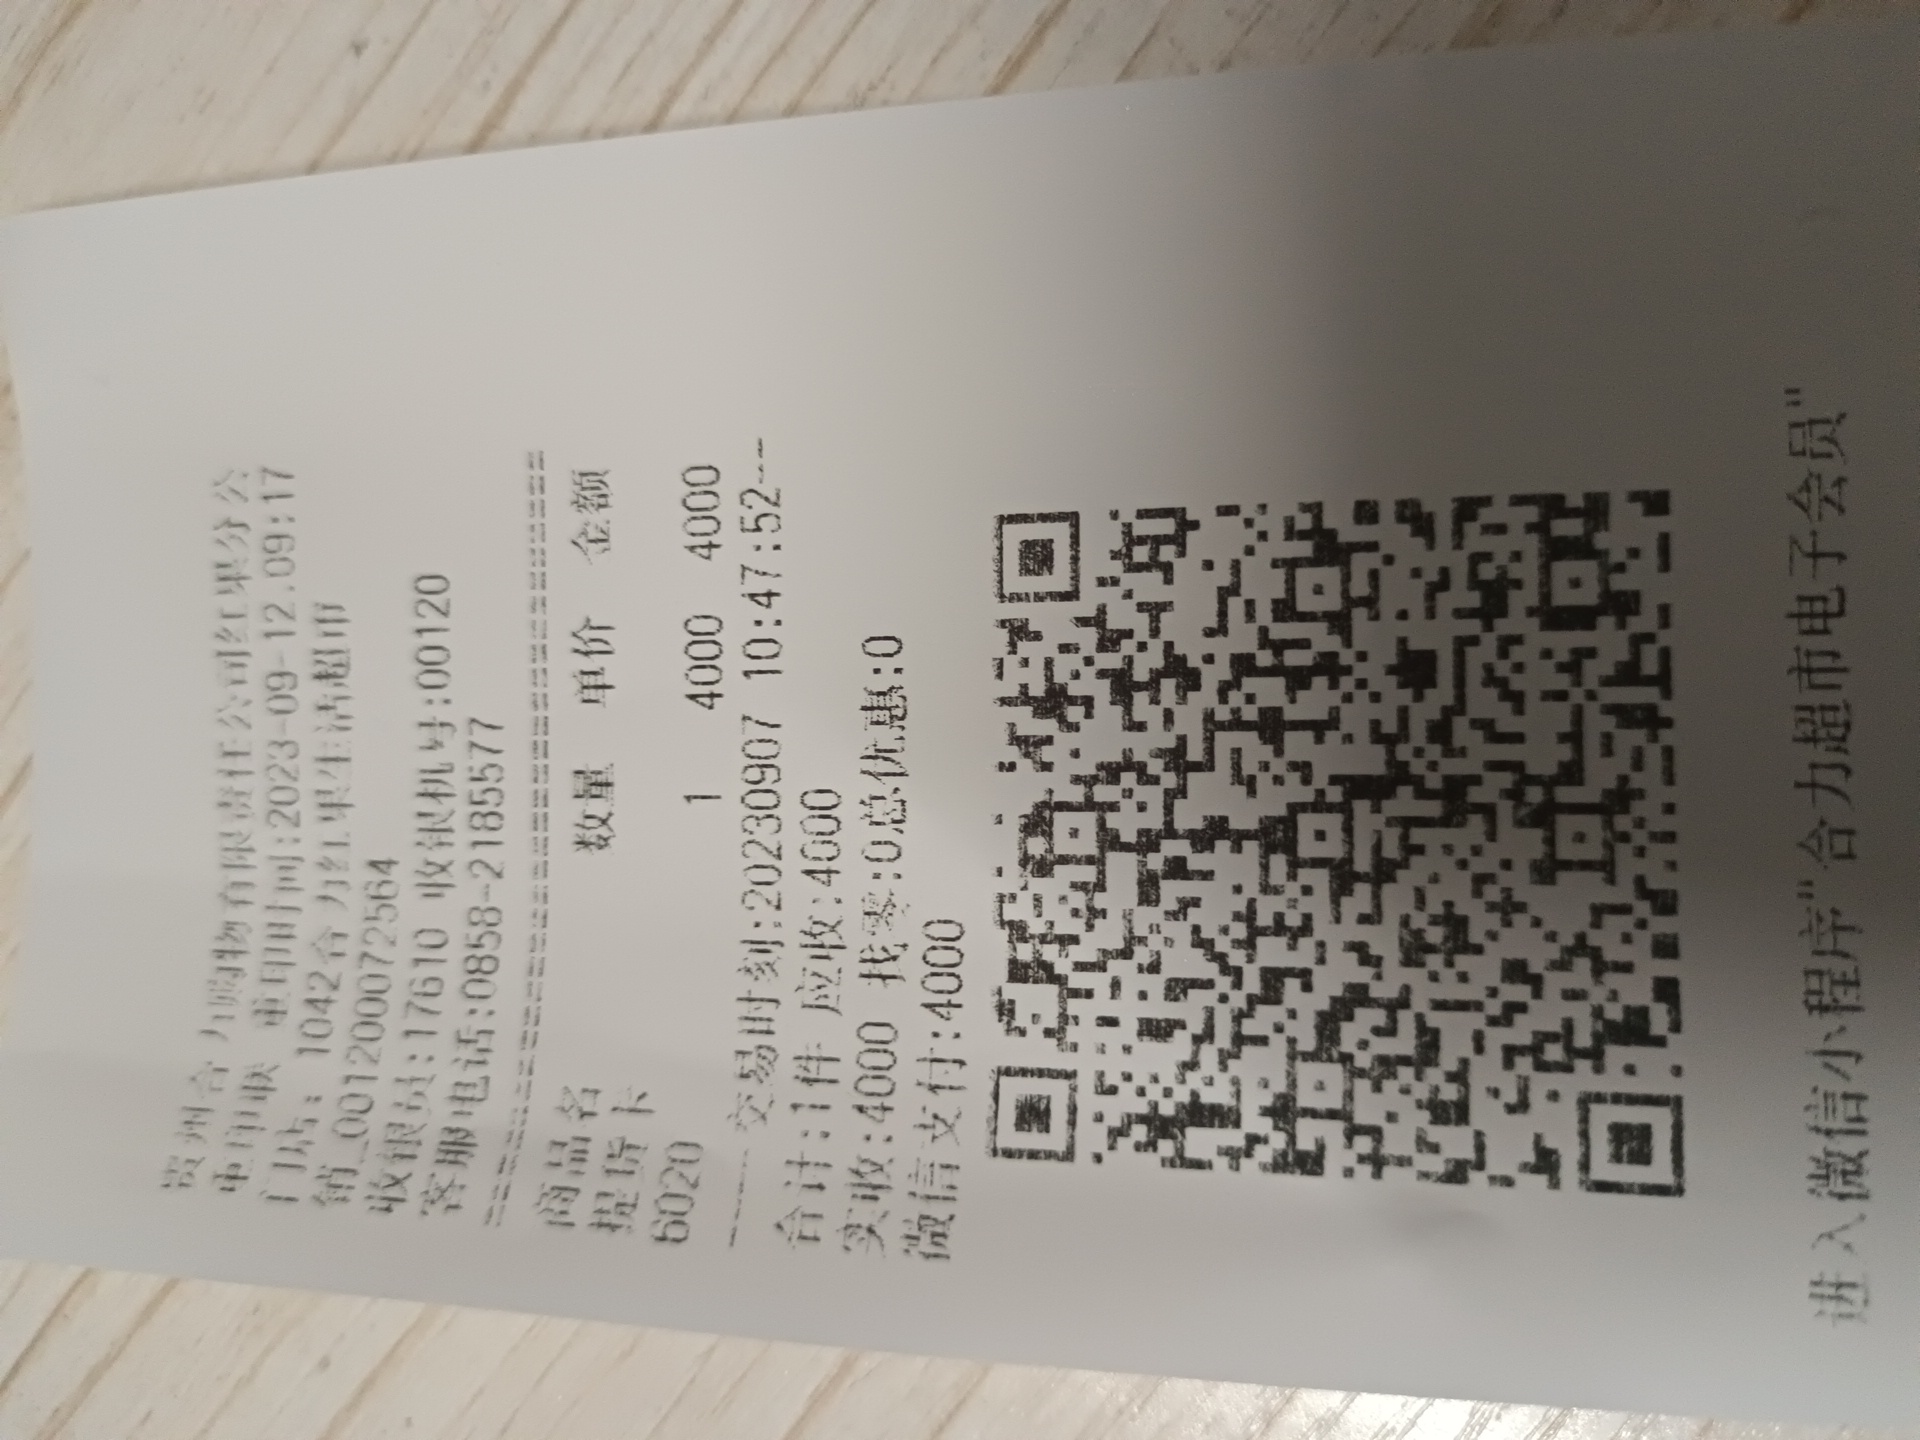 贵州合力购物有限责任公司红果分公
重印联 重印时间:2023-09-12.09:17
门店: 1042合力红果生活超市
销_0012000072564
收银员:17610 收银机号:00120
客服电话:0858-2185577
================================
商品名 数量 单价 金额
提货卡
6020 1 4000 4000
---- 交易时刻:20230907 10:47:52---
合计:1件 应收:4000
实收:4000 找零:0总优惠:0
微信支付:4000
进入微信小程序"合力超市电子会员"